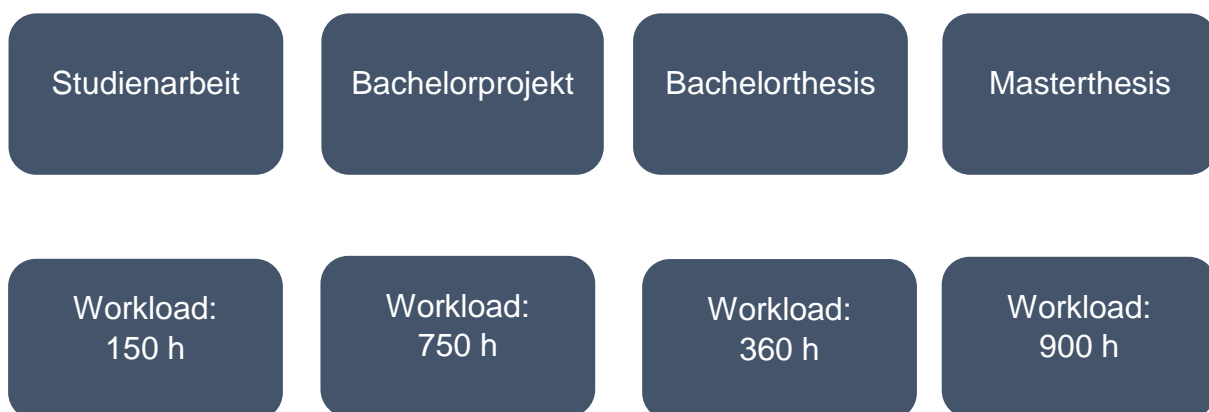 Studienarbeit
Bachelorprojekt
Bachelorthesis
Masterthesis
Workload:
150 h
Workload:
750 h
Workload:
360 h
Workload:
900 h